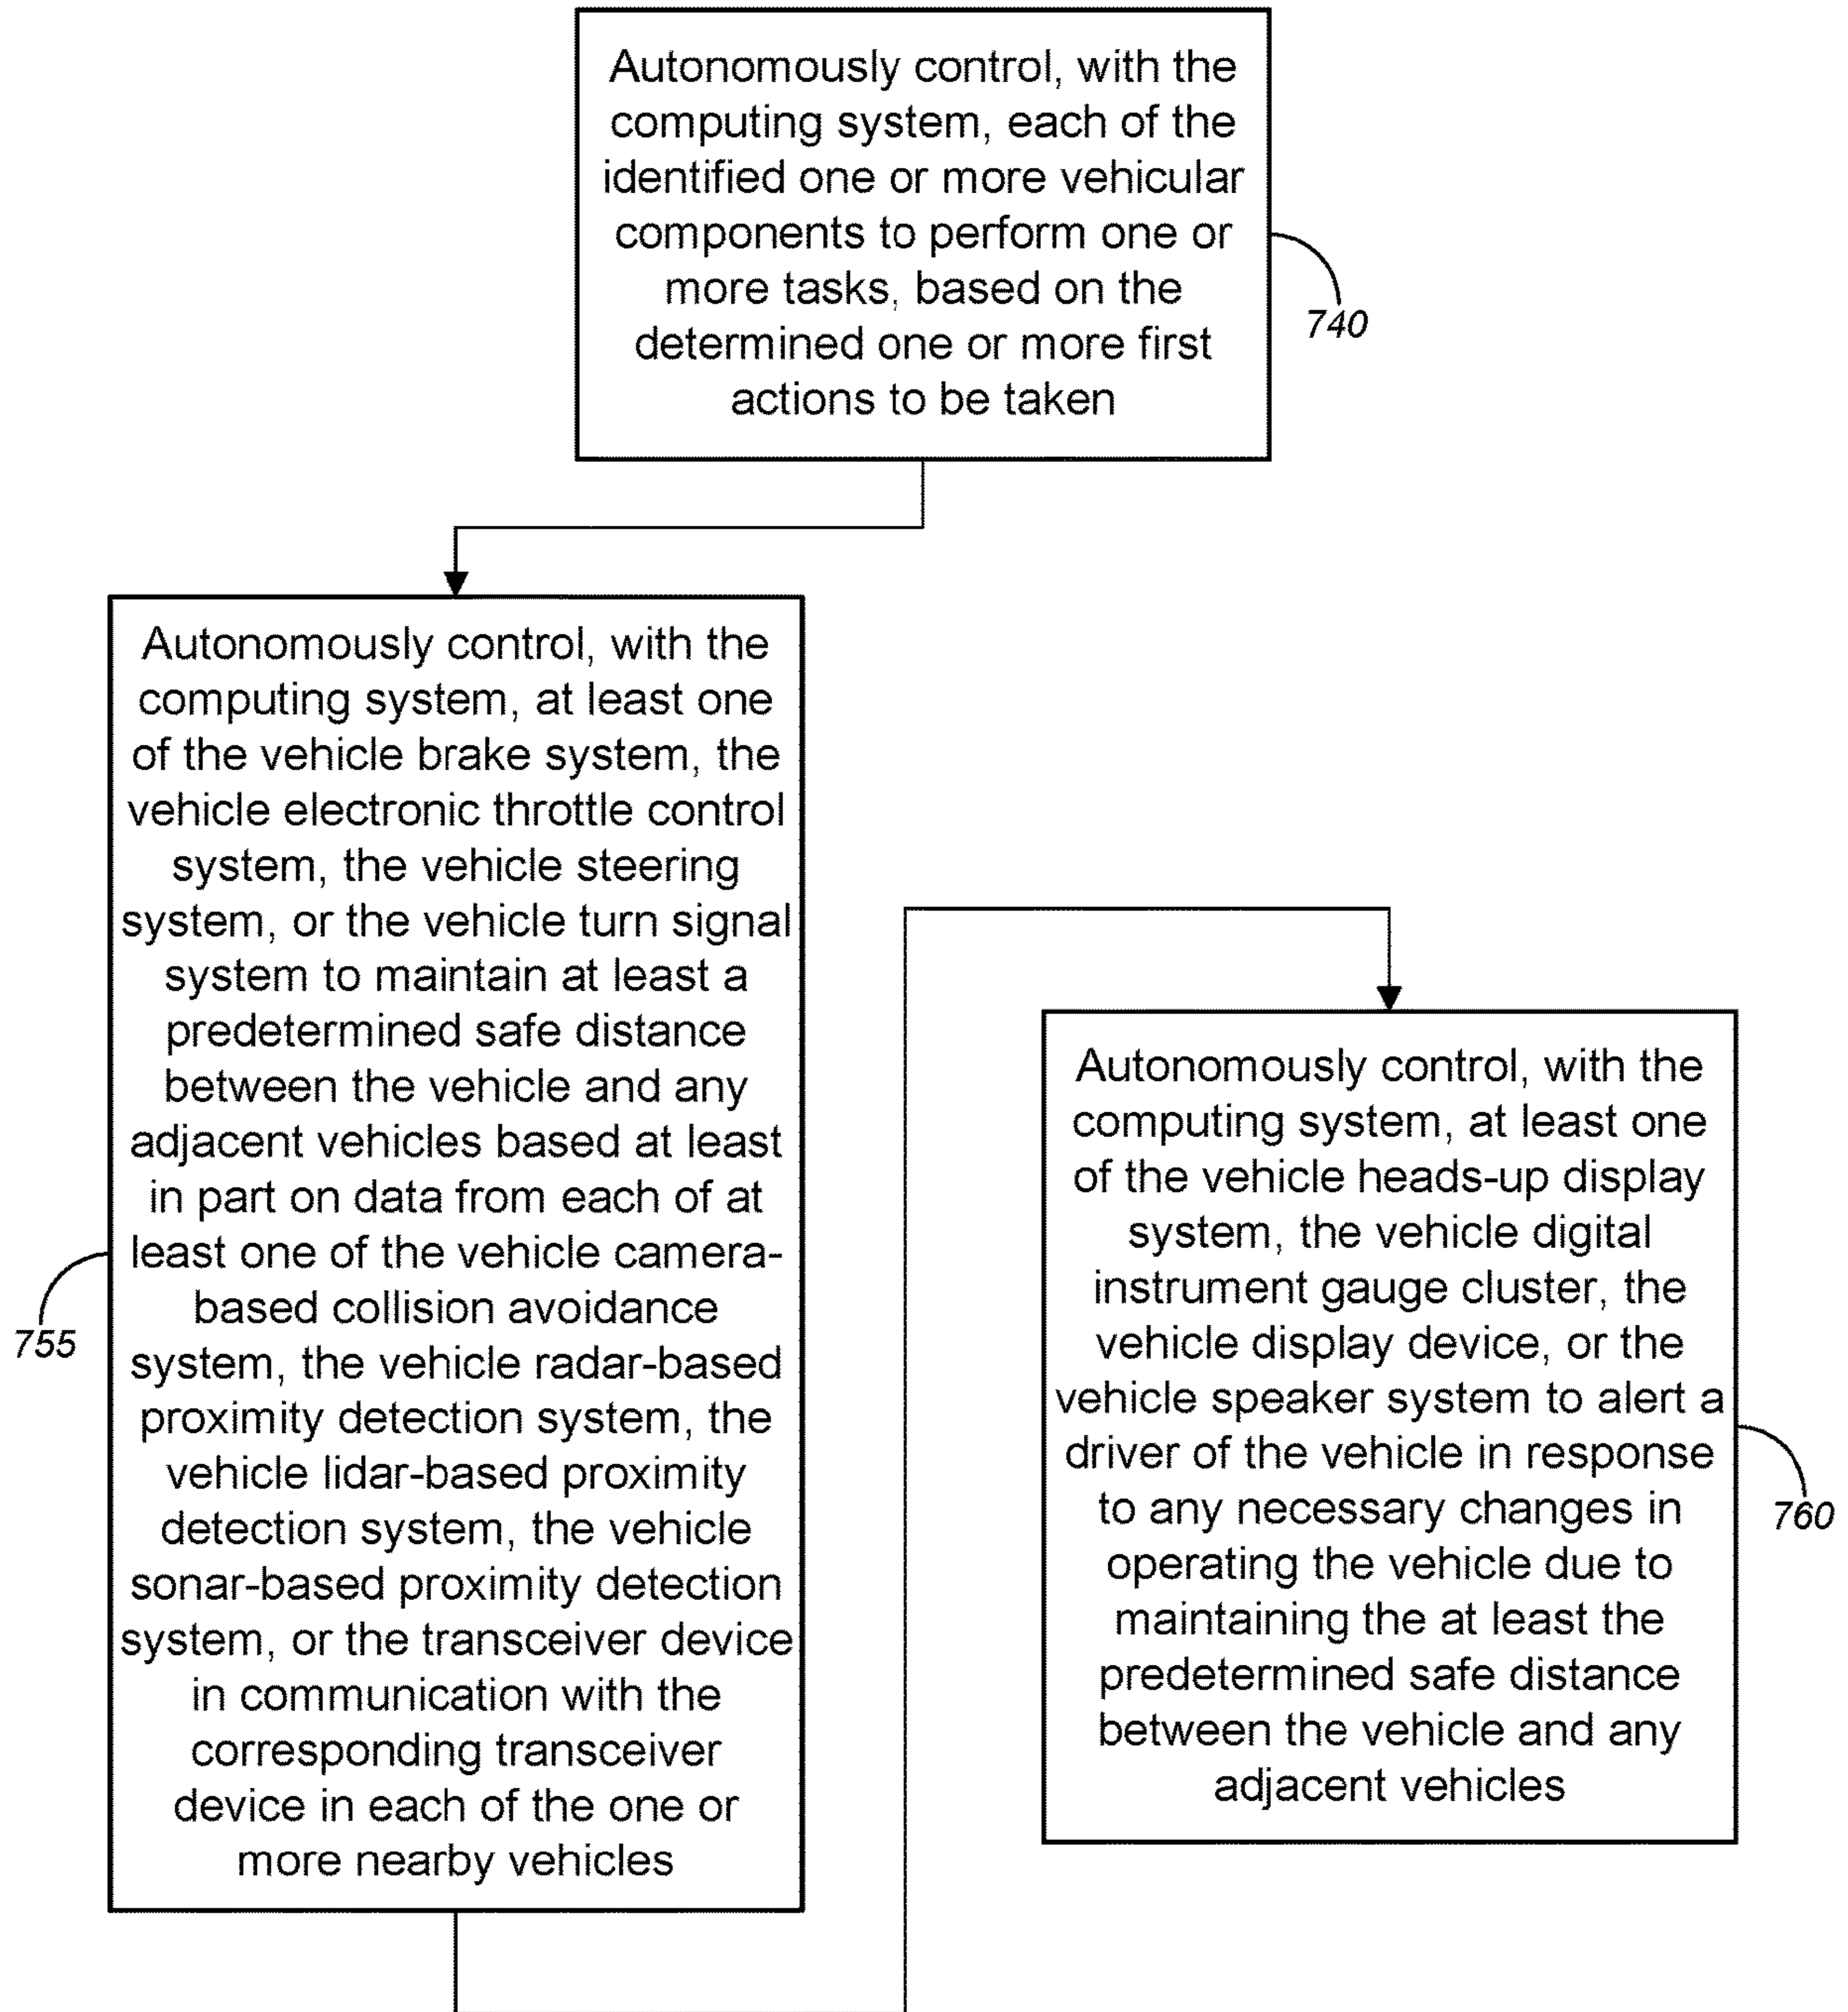 Autonomously control, with the
computing system, each of the
identified one or more vehicular
components to perform one or
more tasks, based on the
determined one or more first
actions to be taken
740
Autonomously control, with the
computing system, at least one
of the vehicle brake system, the
vehicle electronic throttle control
system, the vehicle steering
system, or the vehicle turn signal
system to maintain at least a
predetermined safe distance
between the vehicle and any
adjacent vehicles based at least
in part on data from each of at
least one of the vehicle camera-
based collision avoidance
system, the vehicle radar-based
proximity detection system, the
vehicle lidar-based proximity
detection system, the vehicle
sonar-based proximity detection
system, or the transceiver device
in communication with the
corresponding transceiver
device in each of the one or
more nearby vehicles
755
Autonomously control, with the
computing system, at least one
of the vehicle heads-up display
system, the vehicle digital
instrument gauge cluster, the
vehicle display device, or the
vehicle speaker system to alert a
driver of the vehicle in response
to any necessary changes in
operating the vehicle due to
maintaining the at least the
predetermined safe distance
between the vehicle and any
adjacent vehicles
760